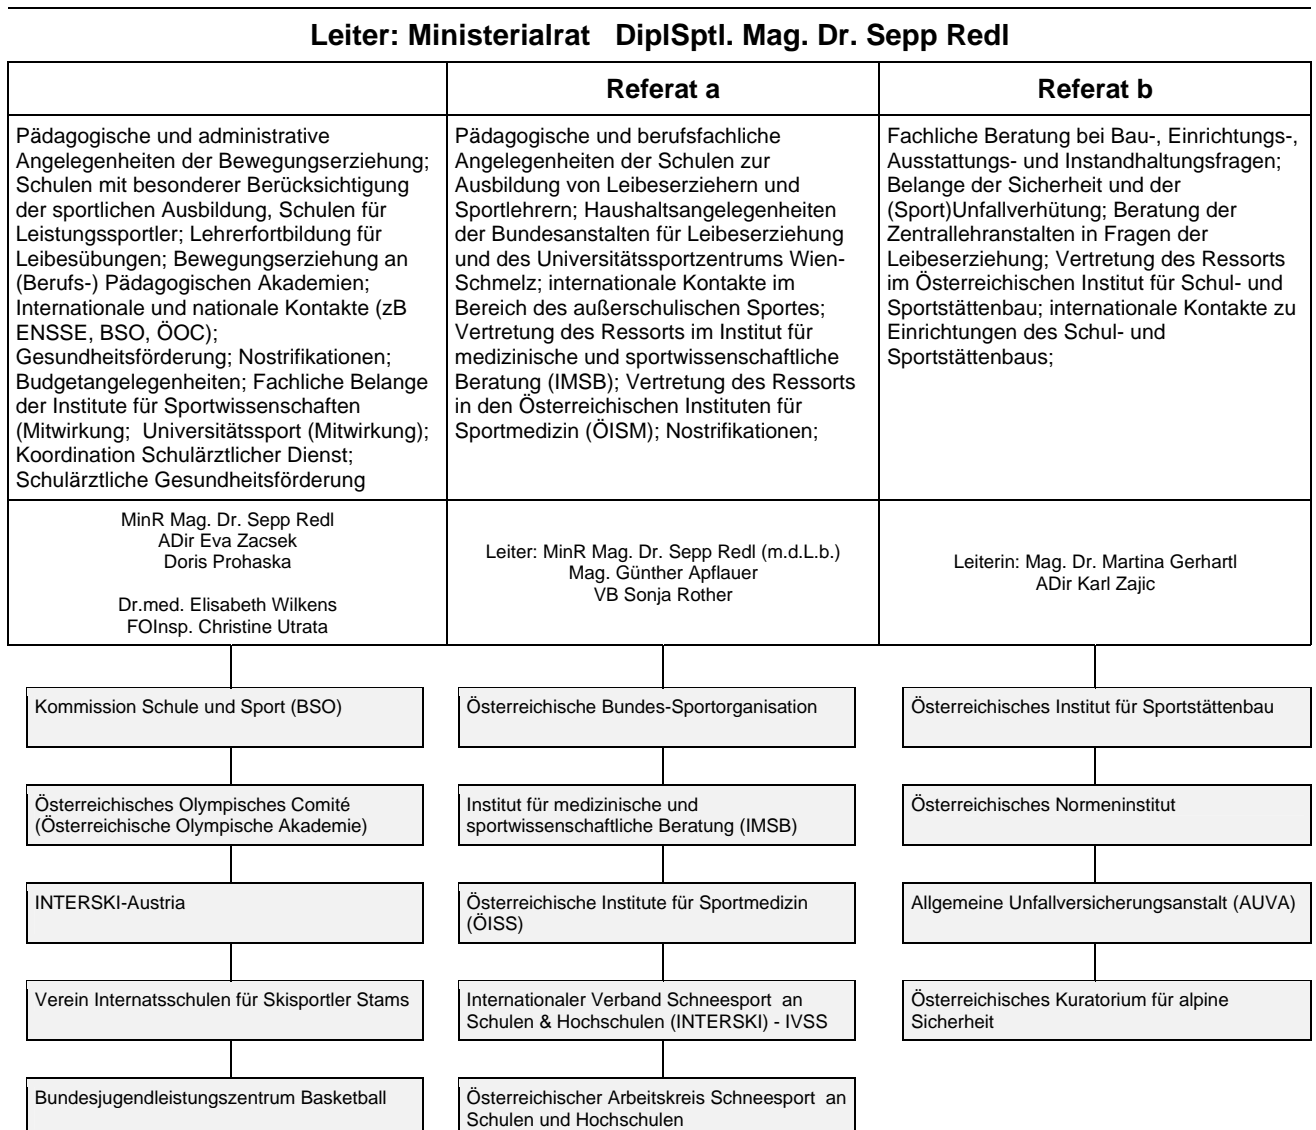 Leiter: Ministerialrat DiplSptl. Mag. Dr. Sepp Redl
Pädagogische und administrative
Angelegenheiten der Bewegungserziehung;
Schulen mit besonderer Berücksichtigung
der sportlichen Ausbildung, Schulen für
Leistungssportler; Lehrerfortbildung für
Leibesübungen; Bewegungserziehung an
(Berufs-) Pädagogischen Akademien;
Internationale und nationale Kontakte (zB
ENSSE, BSO, ÖOC);
Gesundheitsförderung; Nostrifikationen;
Budgetangelegenheiten; Fachliche Belange
der Institute für Sportwissenschaften
(Mitwirkung; Universitätssport (Mitwirkung);
Koordination Schulärztlicher Dienst;
Schulärztliche Gesundheitsförderung
MinR Mag. Dr. Sepp Redl
ADir Eva Zacsek
Doris Prohaska
Dr.med. Elisabeth Wilkens
FOInsp. Christine Utrata
Kommission Schule und Sport (BSO)
Österreichisches Olympisches Comité
(Österreichische Olympische Akademie)
INTERSKI-Austria
Verein Internatsschulen für Skisportler Stams
Bundesjugendleistungszentrum Basketball
Referat a
Pädagogische und berufsfachliche
Angelegenheiten der Schulen zur
Ausbildung von Leibeserziehern und
Sportlehrern; Haushaltsangelegenheiten
der Bundesanstalten für Leibeserziehung
und des Universitätssportzentrums Wien-
Schmelz; internationale Kontakte im
Bereich des außerschulischen Sportes;
Vertretung des Ressorts im Institut für
medizinische und sportwissenschaftliche
Beratung (IMSB); Vertretung des Ressorts
in den Österreichischen Instituten für
Sportmedizin (ÖISM); Nostrifikationen;
Leiter: MinR Mag. Dr. Sepp Redl (m.d.L.b.)
Mag. Günther Apflauer
VB Sonja Rother
Österreichische Bundes-Sportorganisation
Institut für medizinische und
sportwissenschaftliche Beratung (IMSB)
Österreichische Institute für Sportmedizin
(ÖISS)
Internationaler Verband Schneesport an
Schulen & Hochschulen (INTERSKI) - IVSS
Österreichischer Arbeitskreis Schneesport an
Schulen und Hochschulen
Referat b
Fachliche Beratung bei Bau-, Einrichtungs-,
Ausstattungs- und Instandhaltungsfragen;
Belange der Sicherheit und der
(Sport)Unfallverhütung; Beratung der
Zentrallehranstalten in Fragen der
Leibeserziehung; Vertretung des Ressorts
im Österreichischen Institut für Schul- und
Sportstättenbau; internationale Kontakte zu
Einrichtungen des Schul- und
Sportstättenbaus;
Leiterin: Mag. Dr. Martina Gerhartl
ADir Karl Zajic
Österreichisches Institut für Sportstättenbau
Österreichisches Normeninstitut
Allgemeine Unfallversicherungsanstalt (AUVA)
Österreichisches Kuratorium für alpine
Sicherheit